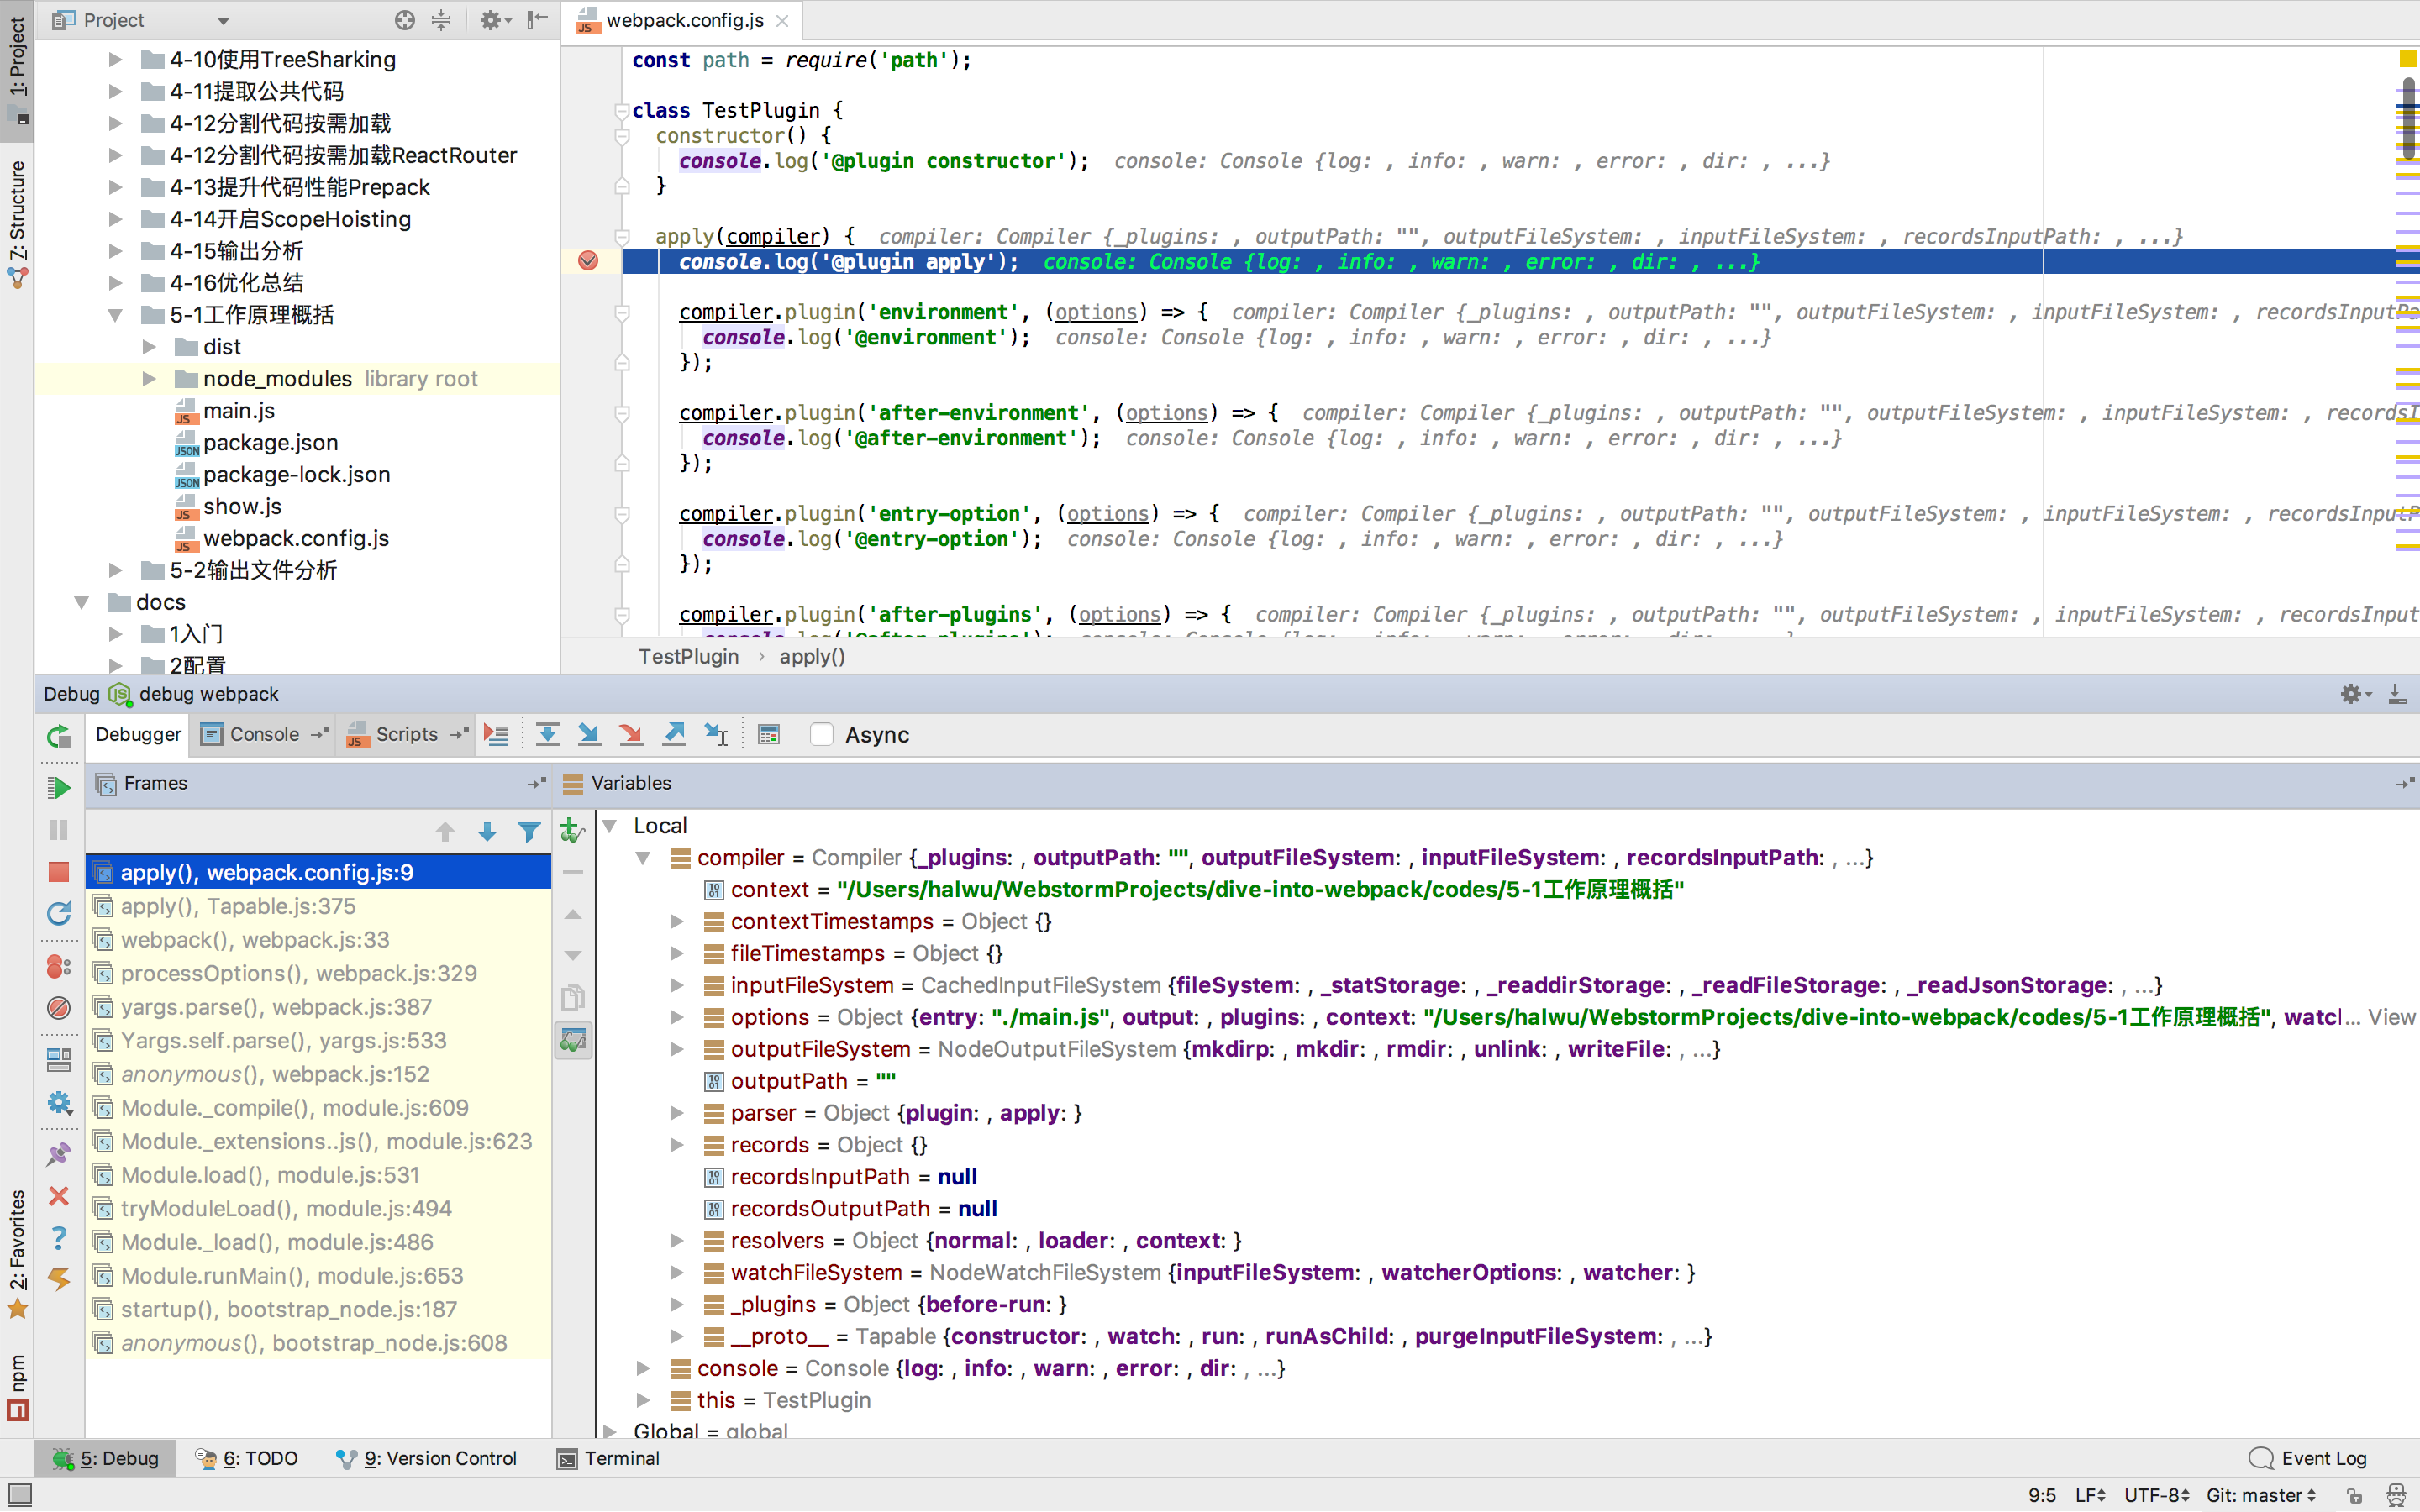 1: Project
7: Structure
2: Favorites
npm
Project
4-10使用TreeSharking
4-11提取公共代码
4-12分割代码按需加载
4-12分割代码按需加载ReactRouter
4-13提升代码性能Prepack
4-14开启ScopeHoisting
4-15输出分析
4-16优化总结
5-1工作原理概括
dist
node_modules library root
main.js
package.json
package-lock.json
show.js
webpack.config.js
5-2输出文件分析
docs
1入门
2配置
webpack.config.js
const path = require('path');
class TestPlugin {
constructor() {
console.log('@plugin constructor'); console: Console {log: , info: , warn: , error: , dir: , ...}
}
apply(compiler) { compiler: Compiler {_plugins: , outputPath: "", outputFileSystem: , inputFileSystem: , recordsInputPath: , ...}
console.log('@plugin apply'); console: Console {log: , info: , warn: , error: , dir: , ...}
compiler.plugin('environment', (options) => { compiler: Compiler {_plugins: , outputPath: "", outputFileSystem: , inputFileSystem: , recordsInputPa
console.log('@environment'); console: Console {log: , info: , warn: , error: , dir: , ...}
});
compiler.plugin('after-environment', (options) => { compiler: Compiler {_plugins: , outputPath: "", outputFileSystem: , inputFileSystem: , recordsI
console.log('@after-environment'); console: Console {log: , info: , warn: , error: , dir: , ...}
});
compiler.plugin('entry-option', (options) => { compiler: Compiler {_plugins: , outputPath: "", outputFileSystem: , inputFileSystem: , recordsInputP
console.log('@entry-option'); console: Console {log: , info: , warn: , error: , dir: , ...}
});
compiler.plugin('after-plugins', (options) => { compiler: Compiler {_plugins: , outputPath: "", outputFileSystem: , inputFileSystem: , recordsInput
console.log('@after-plugins'); console: Console {log: , info: , warn: , error: , dir: , ...}
TestPlugin › apply()
Debug debug webpack
Debugger Console Scripts Async
Frames
apply(), webpack.config.js:9
apply(), Tapable.js:375
webpack(), webpack.js:33
processOptions(), webpack.js:329
yargs.parse(), webpack.js:387
Yargs.self.parse(), yargs.js:533
anonymous(), webpack.js:152
Module._compile(), module.js:609
Module._extensions..js(), module.js:623
Module.load(), module.js:531
tryModuleLoad(), module.js:494
Module._load(), module.js:486
Module.runMain(), module.js:653
startup(), bootstrap_node.js:187
anonymous(), bootstrap_node.js:608
Variables
Local
compiler = Compiler {_plugins: , outputPath: "", outputFileSystem: , inputFileSystem: , recordsInputPath: , ...}
context = "/Users/halwu/WebstormProjects/dive-into-webpack/codes/5-1工作原理概括"
contextTimestamps = Object {}
fileTimestamps = Object {}
inputFileSystem = CachedInputFileSystem {fileSystem: , _statStorage: , _readdirStorage: , _readFileStorage: , _readJsonStorage: , ...}
options = Object {entry: "./main.js", output: , plugins: , context: "/Users/halwu/WebstormProjects/dive-into-webpack/codes/5-1工作原理概括", watcl... View
outputFileSystem = NodeOutputFileSystem {mkdirp: , mkdir: , rmdir: , unlink: , writeFile: , ...}
outputPath = ""
parser = Object {plugin: , apply: }
records = Object {}
recordsInputPath = null
recordsOutputPath = null
resolvers = Object {normal: , loader: , context: }
watchFileSystem = NodeWatchFileSystem {inputFileSystem: , watcherOptions: , watcher: }
_plugins = Object {before-run: }
__proto__ = Tapable {constructor: , watch: , run: , runAsChild: , purgeInputFileSystem: , ...}
console = Console {log: , info: , warn: , error: , dir: , ...}
this = TestPlugin
Global = global
5: Debug 6: TODO 9: Version Control Terminal Event Log
9:5 LF UTF-8 Git: master